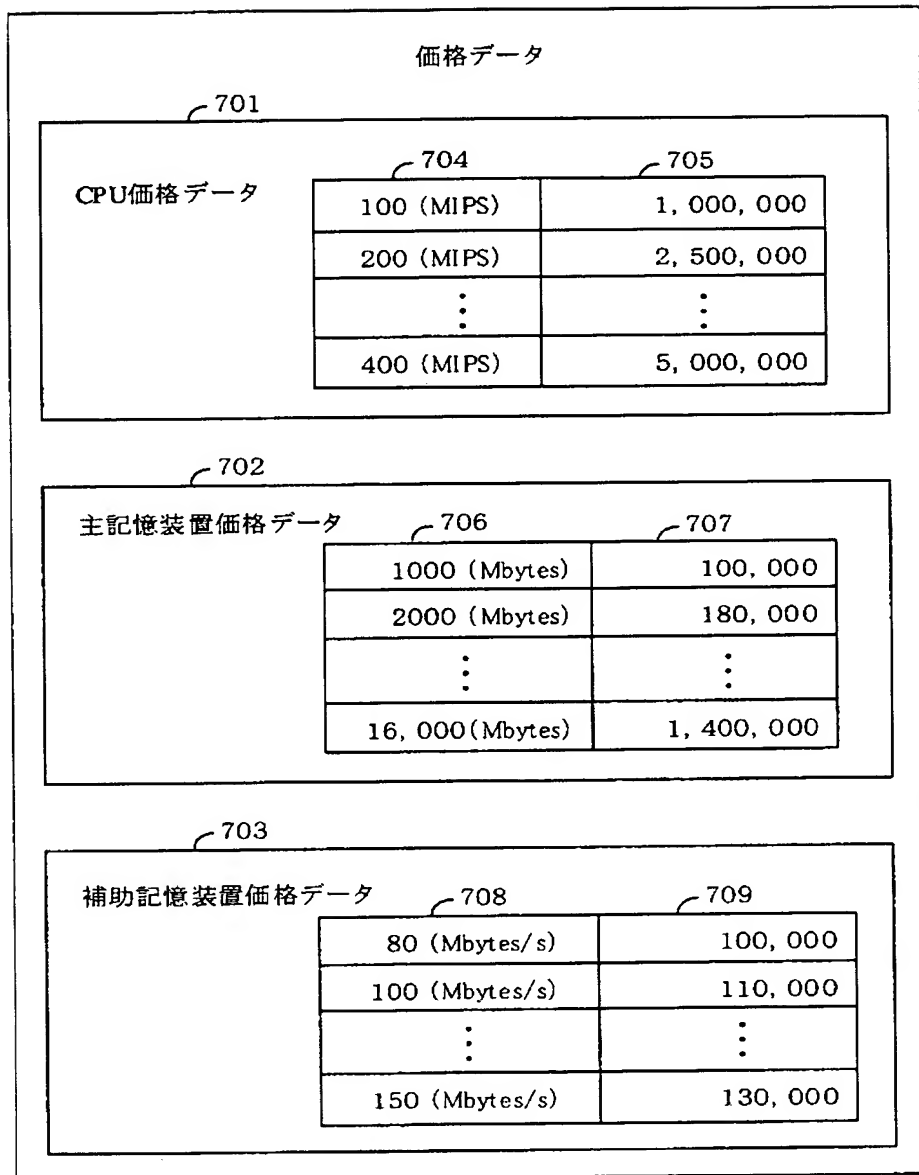 価格データ
701
CPU価格データ
704
705
100 (MIPS) 1,000,000
200 (MIPS) 2,500,000
⋮ ⋮
400 (MIPS) 5,000,000
702
主記憶装置価格データ
706
707
1000 (Mbytes) 100,000
2000 (Mbytes) 180,000
⋮ ⋮
16,000(Mbytes) 1,400,000
703
補助記憶装置価格データ
708
709
80 (Mbytes/s) 100,000
100 (Mbytes/s) 110,000
⋮ ⋮
150 (Mbytes/s) 130,000